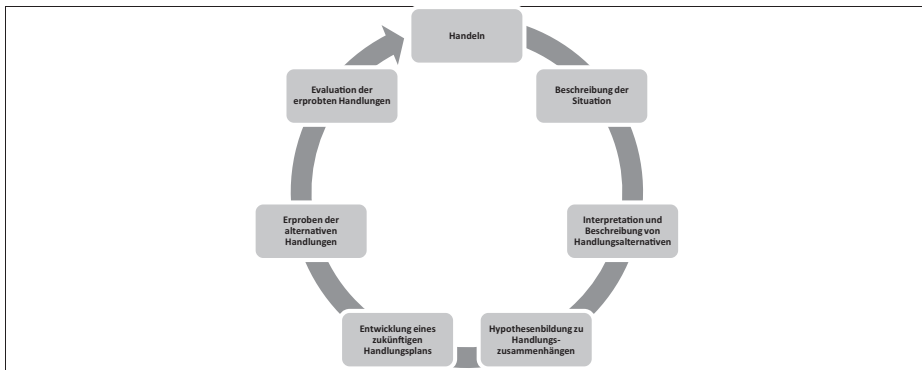 Handeln
Beschreibung der
Situation
Interpretation und
Beschreibung von
Handlungsalternativen
Hypothesenbildung zu
Handlungs-
zusammenhängen
Entwicklung eines
zukünftigen
Handlungsplans
Erproben der
alternativen
Handlungen
Evaluation der
erprobten Handlungen